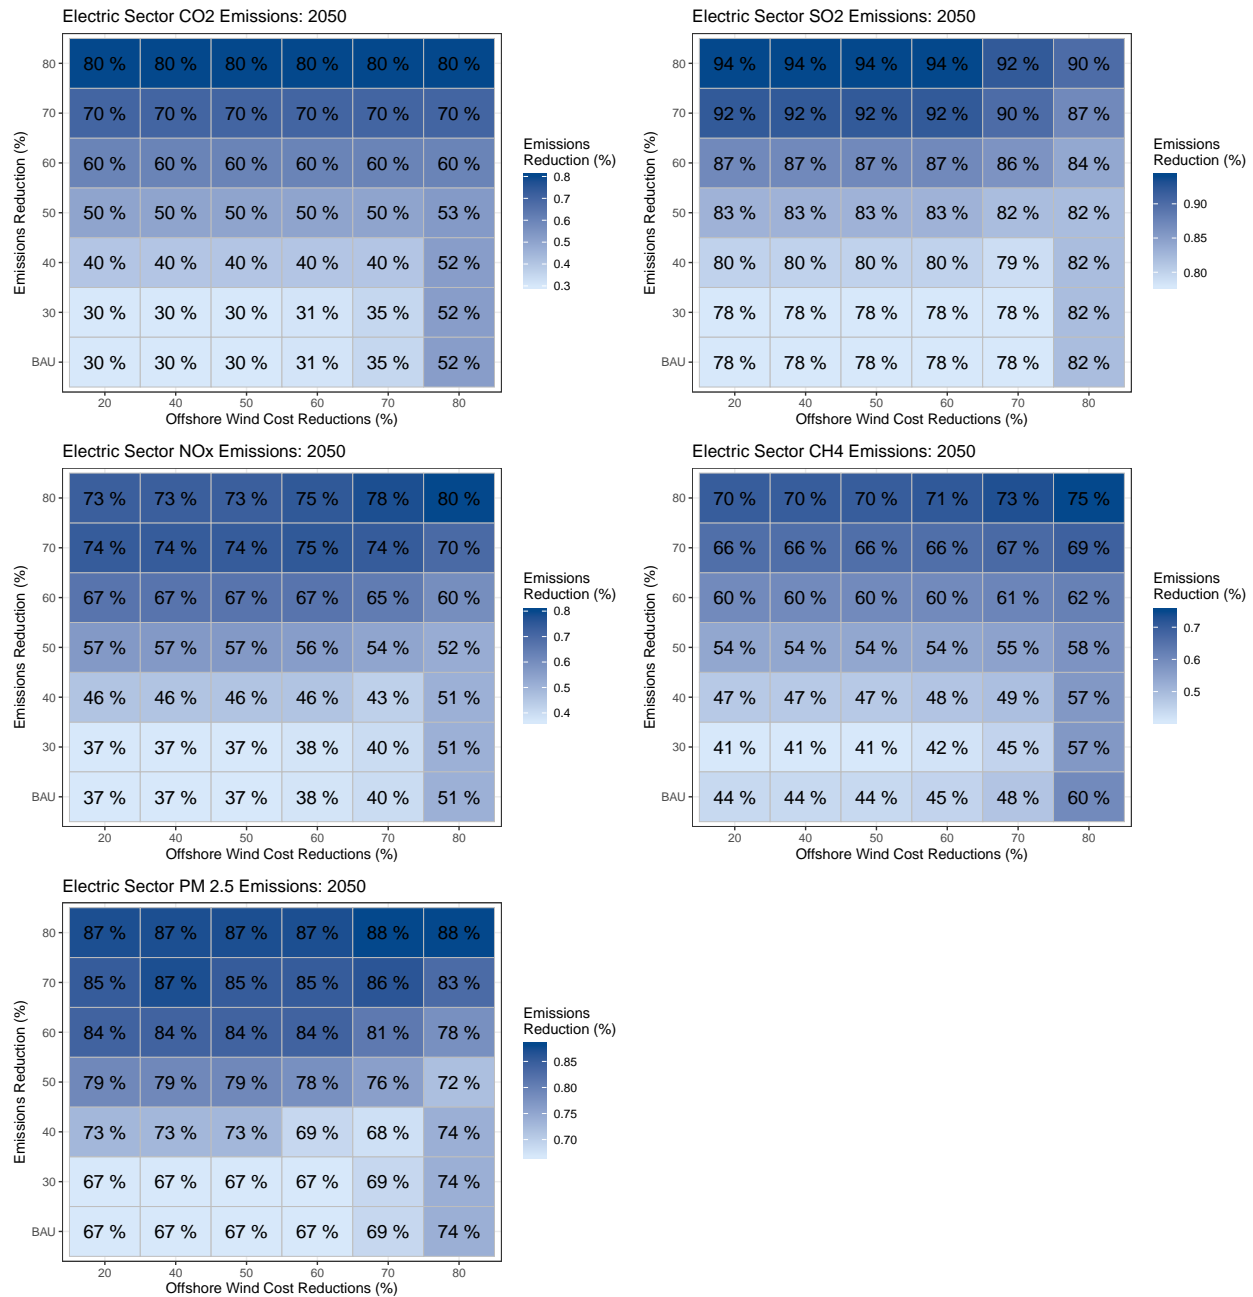 Electric Sector CO2 Emissions: 2050
Emissions Reduction (%)
80
80 % 80 % 80 % 80 % 80 % 80 %
70
70 % 70 % 70 % 70 % 70 % 70 %
60
60 % 60 % 60 % 60 % 60 % 60 %
50
50 % 50 % 50 % 50 % 50 % 53 %
40
40 % 40 % 40 % 40 % 40 % 52 %
30
30 % 30 % 30 % 31 % 35 % 52 %
BAU
30 % 30 % 30 % 31 % 35 % 52 %
20 40 50 60 70 80
Offshore Wind Cost Reductions (%)
Emissions
Reduction (%)
0.8
0.7
0.6
0.5
0.4
0.3
Electric Sector SO2 Emissions: 2050
Emissions Reduction (%)
80
94 % 94 % 94 % 94 % 92 % 90 %
70
92 % 92 % 92 % 92 % 90 % 87 %
60
87 % 87 % 87 % 87 % 86 % 84 %
50
83 % 83 % 83 % 83 % 82 % 82 %
40
80 % 80 % 80 % 80 % 79 % 82 %
30
78 % 78 % 78 % 78 % 78 % 82 %
BAU
78 % 78 % 78 % 78 % 78 % 82 %
20 40 50 60 70 80
Offshore Wind Cost Reductions (%)
Emissions
Reduction (%)
0.90
0.85
0.80
Electric Sector NOx Emissions: 2050
Emissions Reduction (%)
80
73 % 73 % 73 % 75 % 78 % 80 %
70
74 % 74 % 74 % 75 % 74 % 70 %
60
67 % 67 % 67 % 67 % 65 % 60 %
50
57 % 57 % 57 % 56 % 54 % 52 %
40
46 % 46 % 46 % 46 % 43 % 51 %
30
37 % 37 % 37 % 38 % 40 % 51 %
BAU
37 % 37 % 37 % 38 % 40 % 51 %
20 40 50 60 70 80
Offshore Wind Cost Reductions (%)
Emissions
Reduction (%)
0.8
0.7
0.6
0.5
0.4
Electric Sector CH4 Emissions: 2050
Emissions Reduction (%)
80
70 % 70 % 70 % 71 % 73 % 75 %
70
66 % 66 % 66 % 66 % 67 % 69 %
60
60 % 60 % 60 % 60 % 61 % 62 %
50
54 % 54 % 54 % 54 % 55 % 58 %
40
47 % 47 % 47 % 48 % 49 % 57 %
30
41 % 41 % 41 % 42 % 45 % 57 %
BAU
44 % 44 % 44 % 45 % 48 % 60 %
20 40 50 60 70 80
Offshore Wind Cost Reductions (%)
Emissions
Reduction (%)
0.7
0.6
0.5
Electric Sector PM 2.5 Emissions: 2050
Emissions Reduction (%)
80
87 % 87 % 87 % 87 % 88 % 88 %
70
85 % 87 % 85 % 85 % 86 % 83 %
60
84 % 84 % 84 % 84 % 81 % 78 %
50
79 % 79 % 79 % 78 % 76 % 72 %
40
73 % 73 % 73 % 69 % 68 % 74 %
30
67 % 67 % 67 % 67 % 69 % 74 %
BAU
67 % 67 % 67 % 67 % 69 % 74 %
20 40 50 60 70 80
Offshore Wind Cost Reductions (%)
Emissions
Reduction (%)
0.85
0.80
0.75
0.70